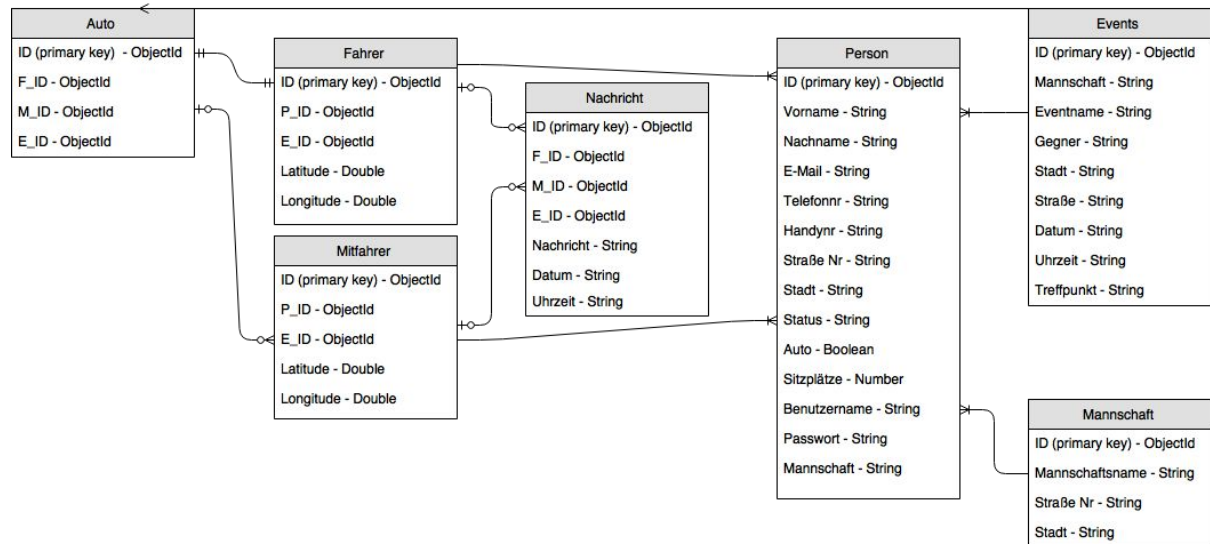 Auto
ID (primary key)  - ObjectId
F_ID - ObjectId
M_ID - ObjectId
E_ID - ObjectId
Fahrer
ID (primary key) - ObjectId
P_ID - ObjectId
E_ID - ObjectId
Latitude - Double
Longitude - Double
Mitfahrer
ID (primary key) - ObjectId
P_ID - ObjectId
E_ID - ObjectId
Latitude - Double
Longitude - Double
Nachricht
ID (primary key) - ObjectId
F_ID - ObjectId
M_ID - ObjectId
E_ID - ObjectId
Nachricht - String
Datum - String
Uhrzeit - String
Person
ID (primary key) - ObjectId
Vorname - String
Nachname - String
E-Mail - String
Telefonnr - String
Handynr - String
Straße Nr - String
Stadt - String
Status - String
Auto - Boolean
Sitzplätze - Number
Benutzername - String
Passwort - String
Mannschaft - String
Events
ID (primary key) - ObjectId
Mannschaft - String
Eventname - String
Gegner - String
Stadt - String
Straße - String
Datum - String
Uhrzeit - String
Treffpunkt - String
Mannschaft
ID (primary key) - ObjectId
Mannschaftsname - String
Straße Nr - String
Stadt - String